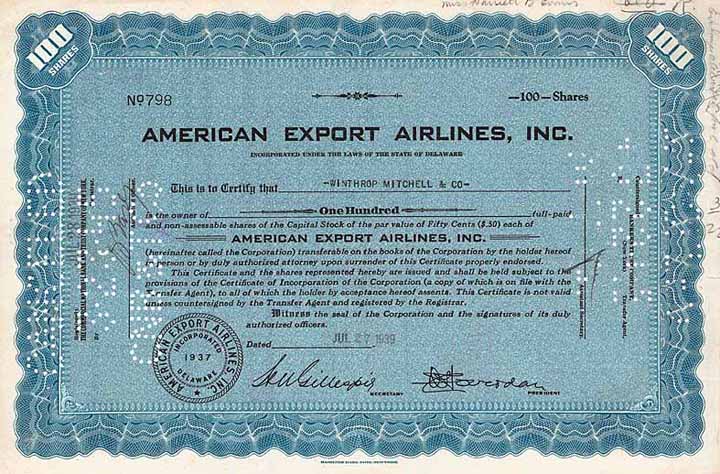 Miss Harriett B. Evans
100
SHARES
100
SHARES
No 798
—100—Shares
AMERICAN EXPORT AIRLINES, INC.
INCORPORATED UNDER THE LAWS OF THE STATE OF DELAWARE
This is to Certify that -WINTHROP MITCHELL & CO-
is the owner of One Hundred full-paid
and non-assessable shares of the Capital Stock of the par value of Fifty Cents ($.50) each of
AMERICAN EXPORT AIRLINES, INC.
(hereinafter called the Corporation) transferable on the books of the Corporation by the holder hereof
in person or by duly authorized attorney upon surrender of this Certificate properly endorsed.
This Certificate and the shares represented hereby are issued and shall be held subject to the
provisions of the Certificate of Incorporation of the Corporation (a copy of which is on file with the
Transfer Agent), to all of which the holder by acceptance hereof assents. This Certificate is not valid
unless countersigned by the Transfer Agent and registered by the Registrar.
Witness the seal of the Corporation and the signatures of its duly
authorized officers.
Dated JUL 27 1939
AMERICAN EXPORT AIRLINES, INC.
INCORPORATED
1937
DELAWARE
SECRETARY
PRESIDENT